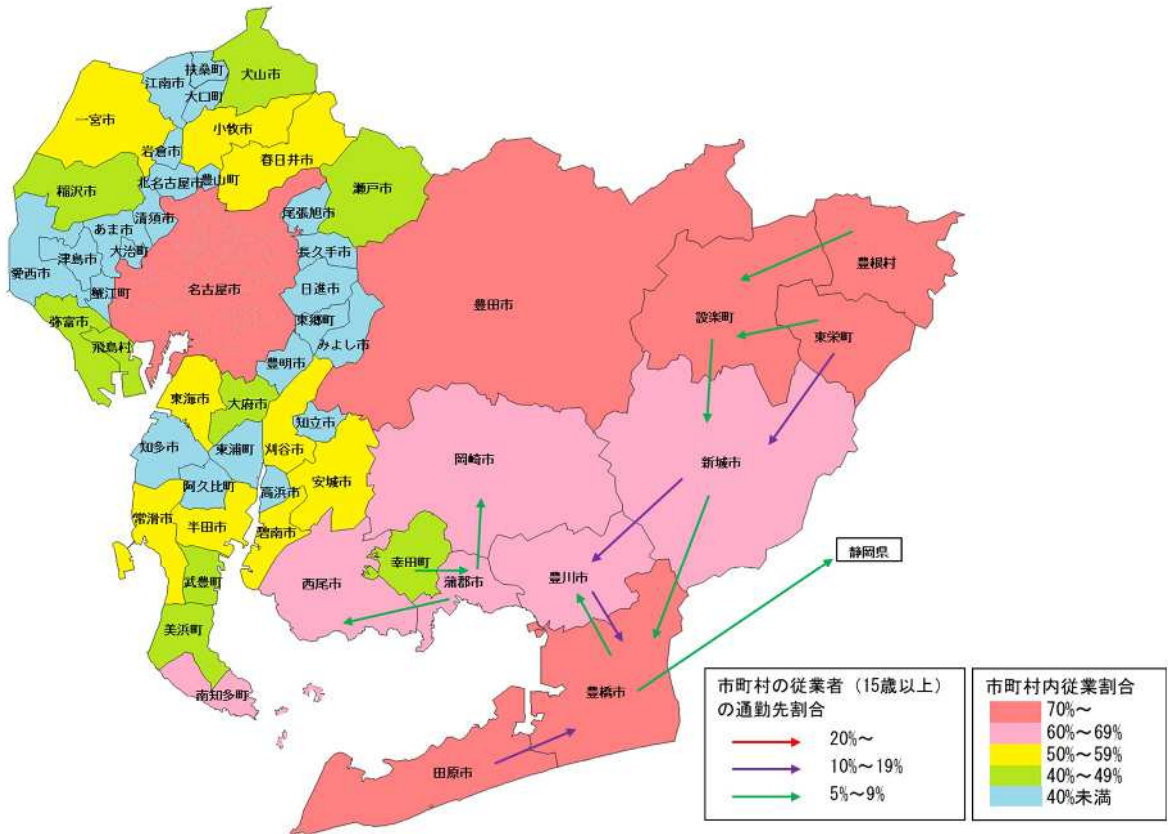 扶桑町
江南市
犬山市
大口町
一宮市
小牧市
岩倉市
春日井市
北名古屋市
豊山町
瀬戸市
稲沢市
尾張旭市
清須市
あま市
大治町
長久手市
津島市
愛西市
蟹江町
名古屋市
日進市
豊田市
豊根村
設楽町
東栄町
弥富市
飛島村
東郷町
みよし市
豊明市
東海市
大府市
知立市
知多市
東浦町
刈谷市
岡崎市
新城市
阿久比町
高浜市
安城市
常滑市
半田市
碧南市
静岡県
西尾市
幸田町
蒲郡市
豊川市
武豊町
美浜町
南知多町
豊橋市
田原市
市町村の従業者（15歳以上）
の通勤先割合
20%～
10%～19%
5%～9%
市町村内従業割合
70%～
60%～69%
50%～59%
40%～49%
40%未満